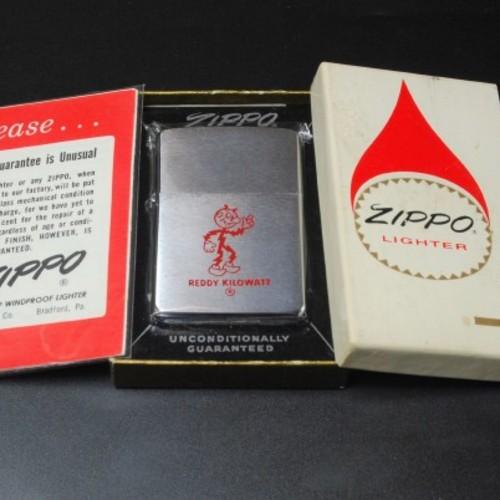 ease...
uarantee is Unusual
hter or any ZIPPO, when
to our factory, will be put
lass mechanical condition
harge, for we have yet to
cent for the repair of a
gardless of age or condi-
FINISH, HOWEVER, IS
ANTEED.
ZIPPO
®
WINDPROOF LIGHTER
Co. Bradford, Pa.
ZIPPO
REDDY KILOWATT
®
UNCONDITIONALLY
GUARANTEED
ZIPPO
®
LIGHTER